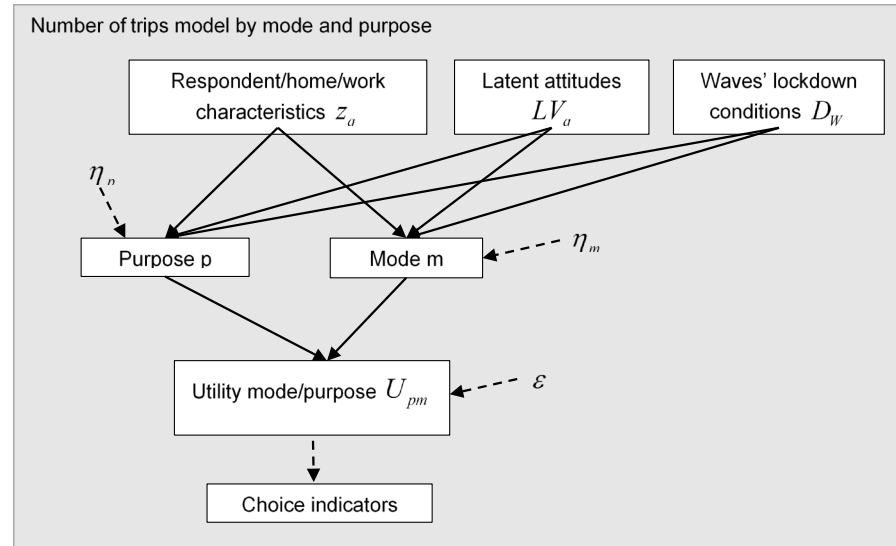 Number of trips model by mode and purpose
Respondent/home/work
characteristics z_a
Latent attitudes
LV_a
Waves' lockdown
conditions D_W
η_p
Purpose p
Mode m
η_m
Utility mode/purpose U_pm
ε
Choice indicators